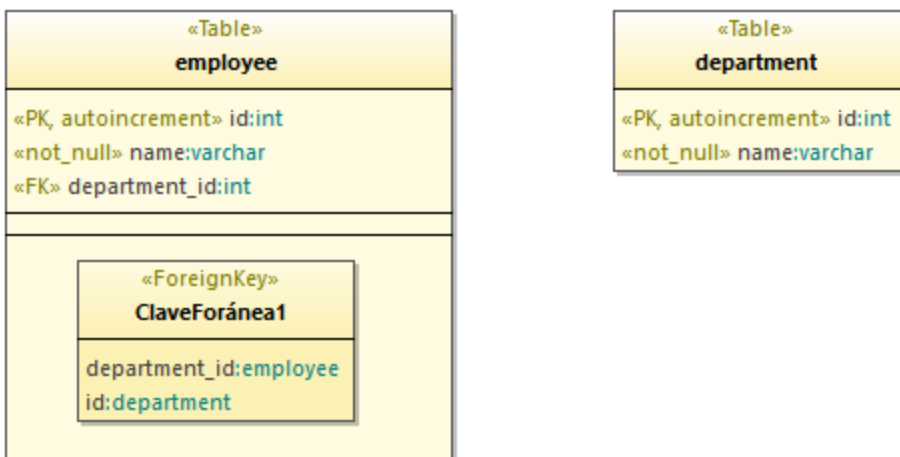 «Table»
employee
«PK, autoincrement» id:int
«not_null» name:varchar
«FK» department_id:int
«ForeignKey»
ClaveForánea1
department_id:employee
id:department
«Table»
department
«PK, autoincrement» id:int
«not_null» name:varchar